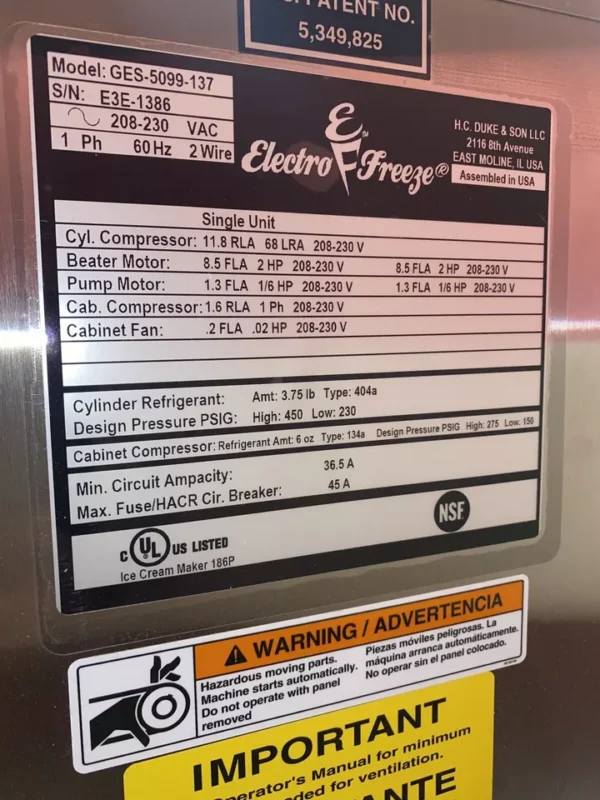 PATENT NO.
5,349,825
Model: GES-5099-137
S/N: E3E-1386
208-230 VAC
1 Ph 60 Hz 2 Wire
Electro Freeze®
H.C. DUKE & SON LLC
2116 8th Avenue
EAST MOLINE, IL USA
Assembled in USA
Single Unit
Cyl. Compressor: 11.8 RLA 68 LRA 208-230 V
Beater Motor: 8.5 FLA 2 HP 208-230 V 8.5 FLA 2 HP 208-230 V
Pump Motor: 1.3 FLA 1/6 HP 208-230 V 1.3 FLA 1/6 HP 208-230 V
Cab. Compressor: 1.6 RLA 1 Ph 208-230 V
Cabinet Fan: .2 FLA .02 HP 208-230 V
Cylinder Refrigerant: Amt: 3.75 lb Type: 404a
Design Pressure PSIG: High: 450 Low: 230
Cabinet Compressor: Refrigerant Amt: 6 oz Type: 134a Design Pressure PSIG High: 275 Low: 150
Min. Circuit Ampacity: 36.5 A
Max. Fuse/HACR Cir. Breaker: 45 A
NSF
C UL US LISTED
Ice Cream Maker 186P
WARNING / ADVERTENCIA
Hazardous moving parts.
Machine starts automatically.
Do not operate with panel
removed
Piezas móviles peligrosas. La
máquina arranca automáticamente.
No operar sin el panel colocado.
IMPORTANT
Operator's Manual for minimum
for ventilation.